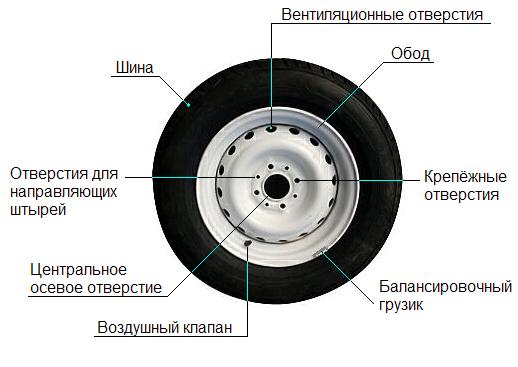 Вентиляционные отверстия
Обод
Шина
Отверстия для
направляющих
штырей
Крепёжные
отверстия
Центральное
осевое отверстие
Балансировочный
грузик
Воздушный клапан